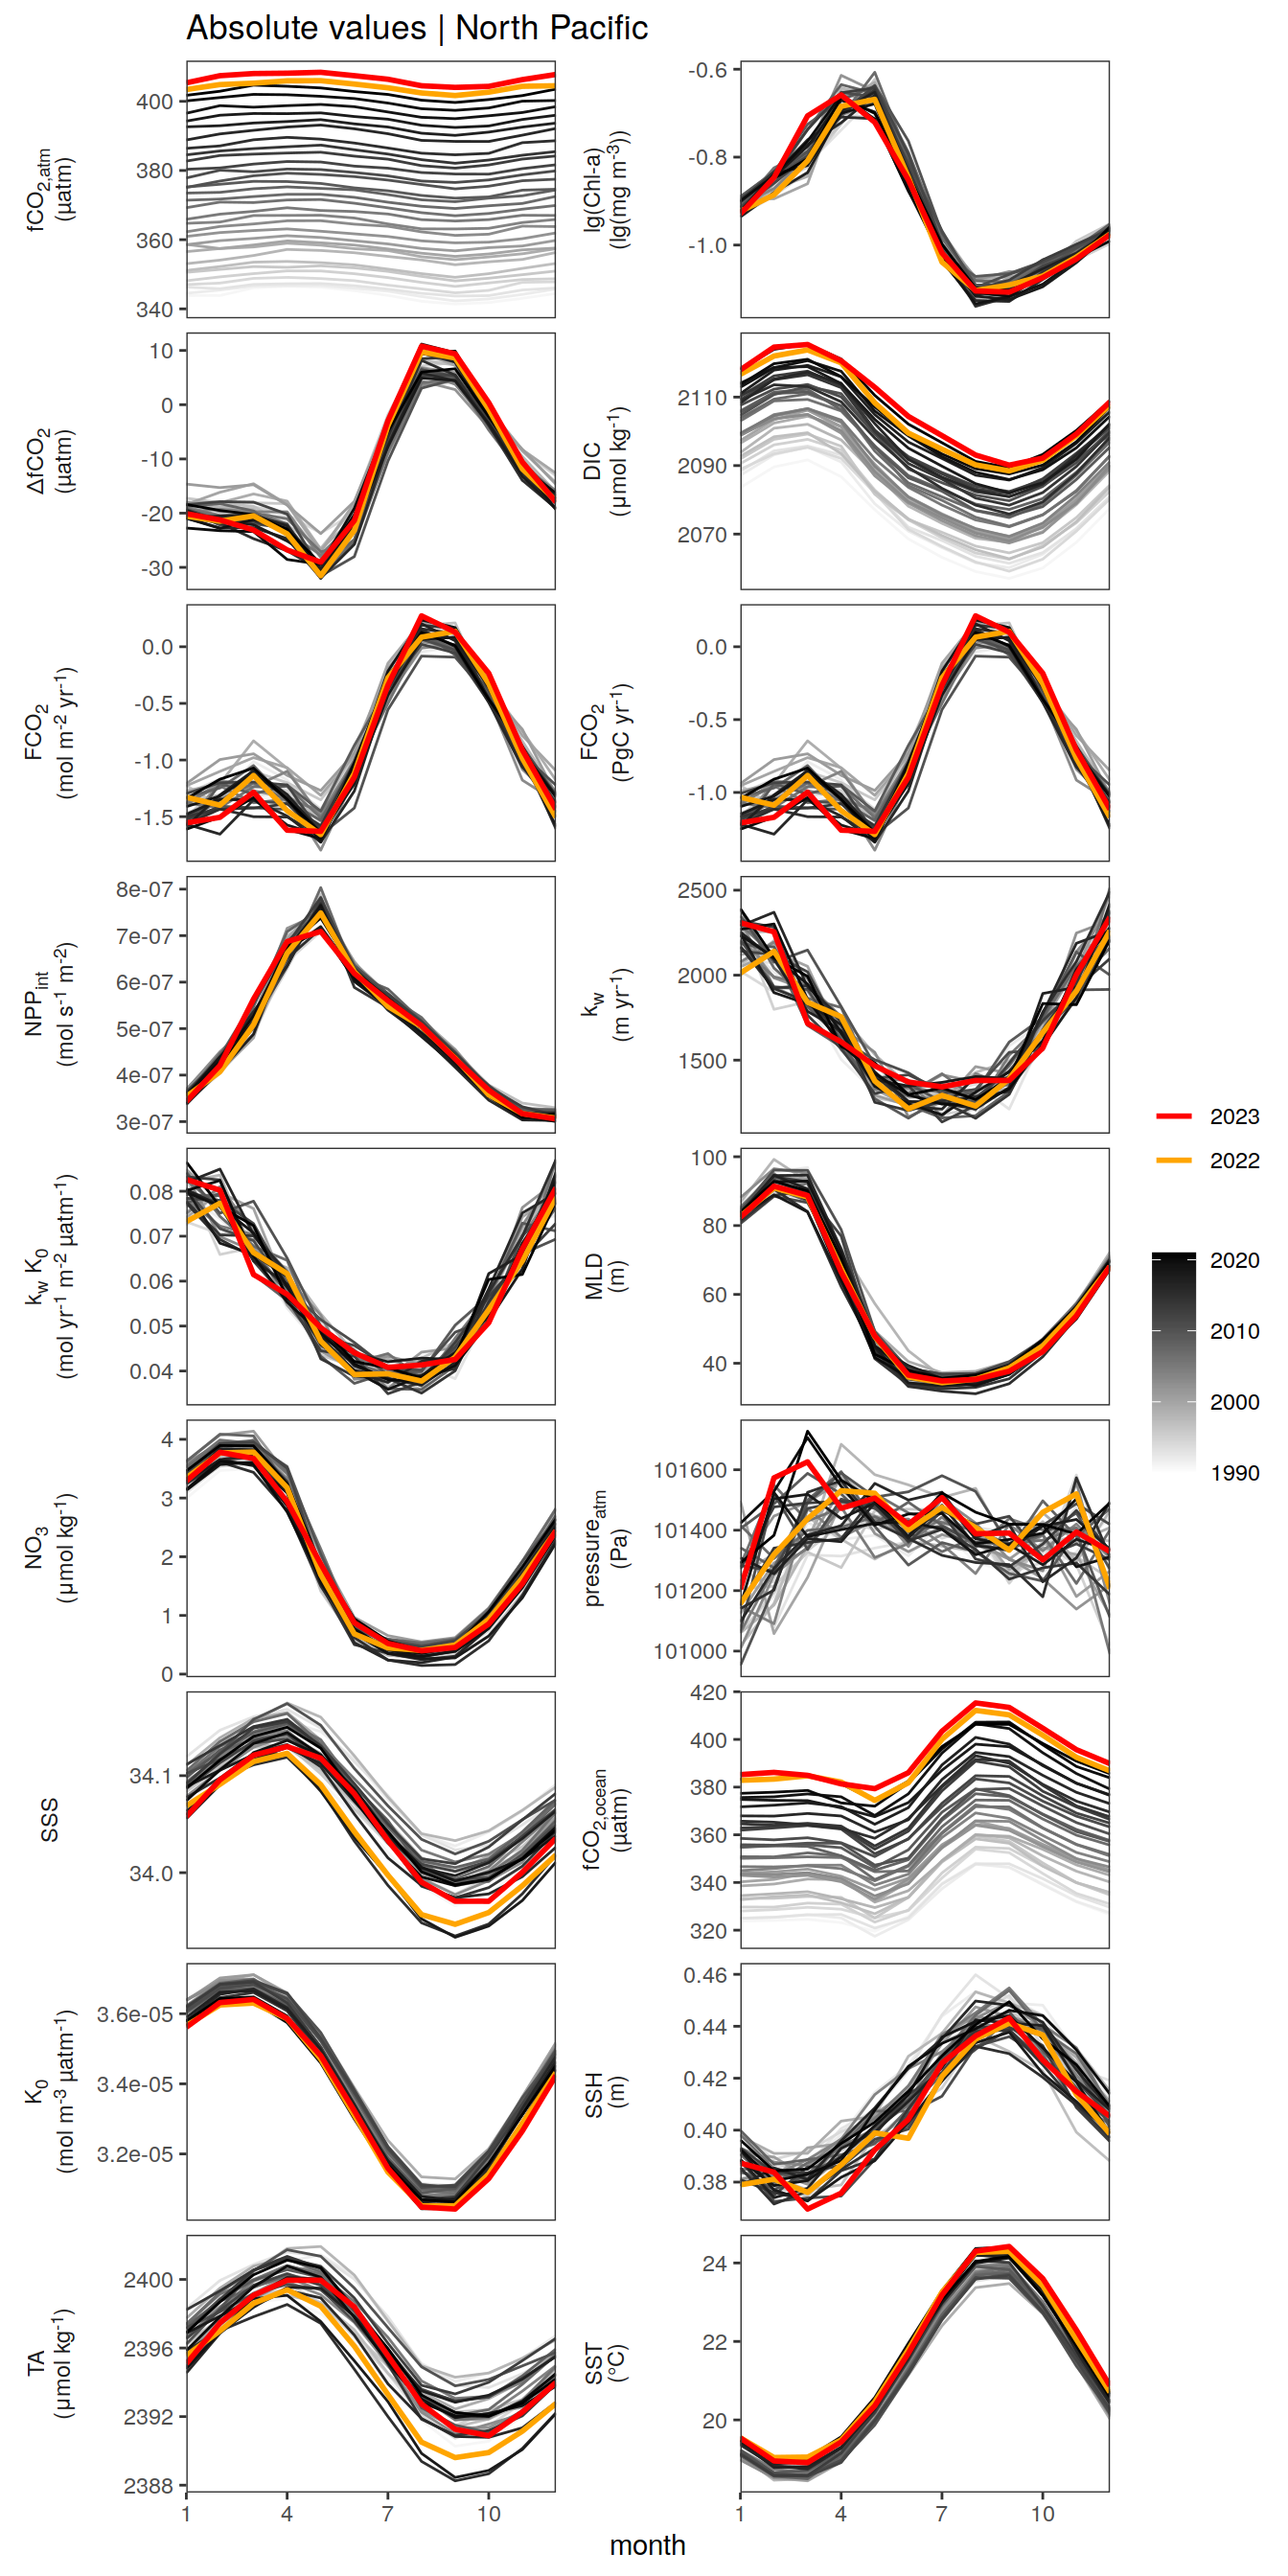 Absolute values | North Pacific
fCO2,atm
(µatm)
400
380
360
340
lg(Chl-a)
(lg(mg m-3))
-0.6
-0.8
-1.0
ΔfCO2
(µatm)
10
0
-10
-20
-30
DIC
(µmol kg-1)
2110
2090
2070
FCO2
(mol m-2 yr-1)
0.0
-0.5
-1.0
-1.5
FCO2
(PgC yr-1)
0.0
-0.5
-1.0
NPPint
(mol s-1 m-2)
8e-07
7e-07
6e-07
5e-07
4e-07
3e-07
kw
(m yr-1)
2500
2000
1500
2023
2022
kw K0
(mol yr-1 m-2 µatm-1)
0.08
0.07
0.06
0.05
0.04
MLD
(m)
100
80
60
40
2020
2010
2000
1990
NO3
(µmol kg-1)
4
3
2
1
0
pressureatm
(Pa)
101600
101400
101200
101000
SSS
34.1
34.0
fCO2,ocean
(µatm)
420
400
380
360
340
320
K0
(mol m-3 µatm-1)
3.6e-05
3.4e-05
3.2e-05
SSH
(m)
0.46
0.44
0.42
0.40
0.38
TA
(µmol kg-1)
2400
2396
2392
2388
SST
(°C)
24
22
20
1 4 7 10
1 4 7 10
month